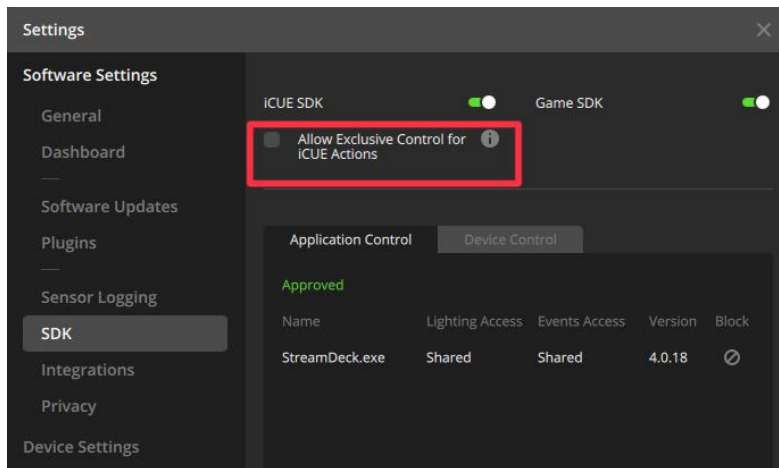 Settings
Software Settings
General
Dashboard
Software Updates
Plugins
Sensor Logging
SDK
Integrations
Privacy
Device Settings
iCUE SDK
Game SDK
Allow Exclusive Control for
iCUE Actions
Application Control
Device Control
Approved
Name Lighting Access Events Access Version Block
StreamDeck.exe Shared Shared 4.0.18